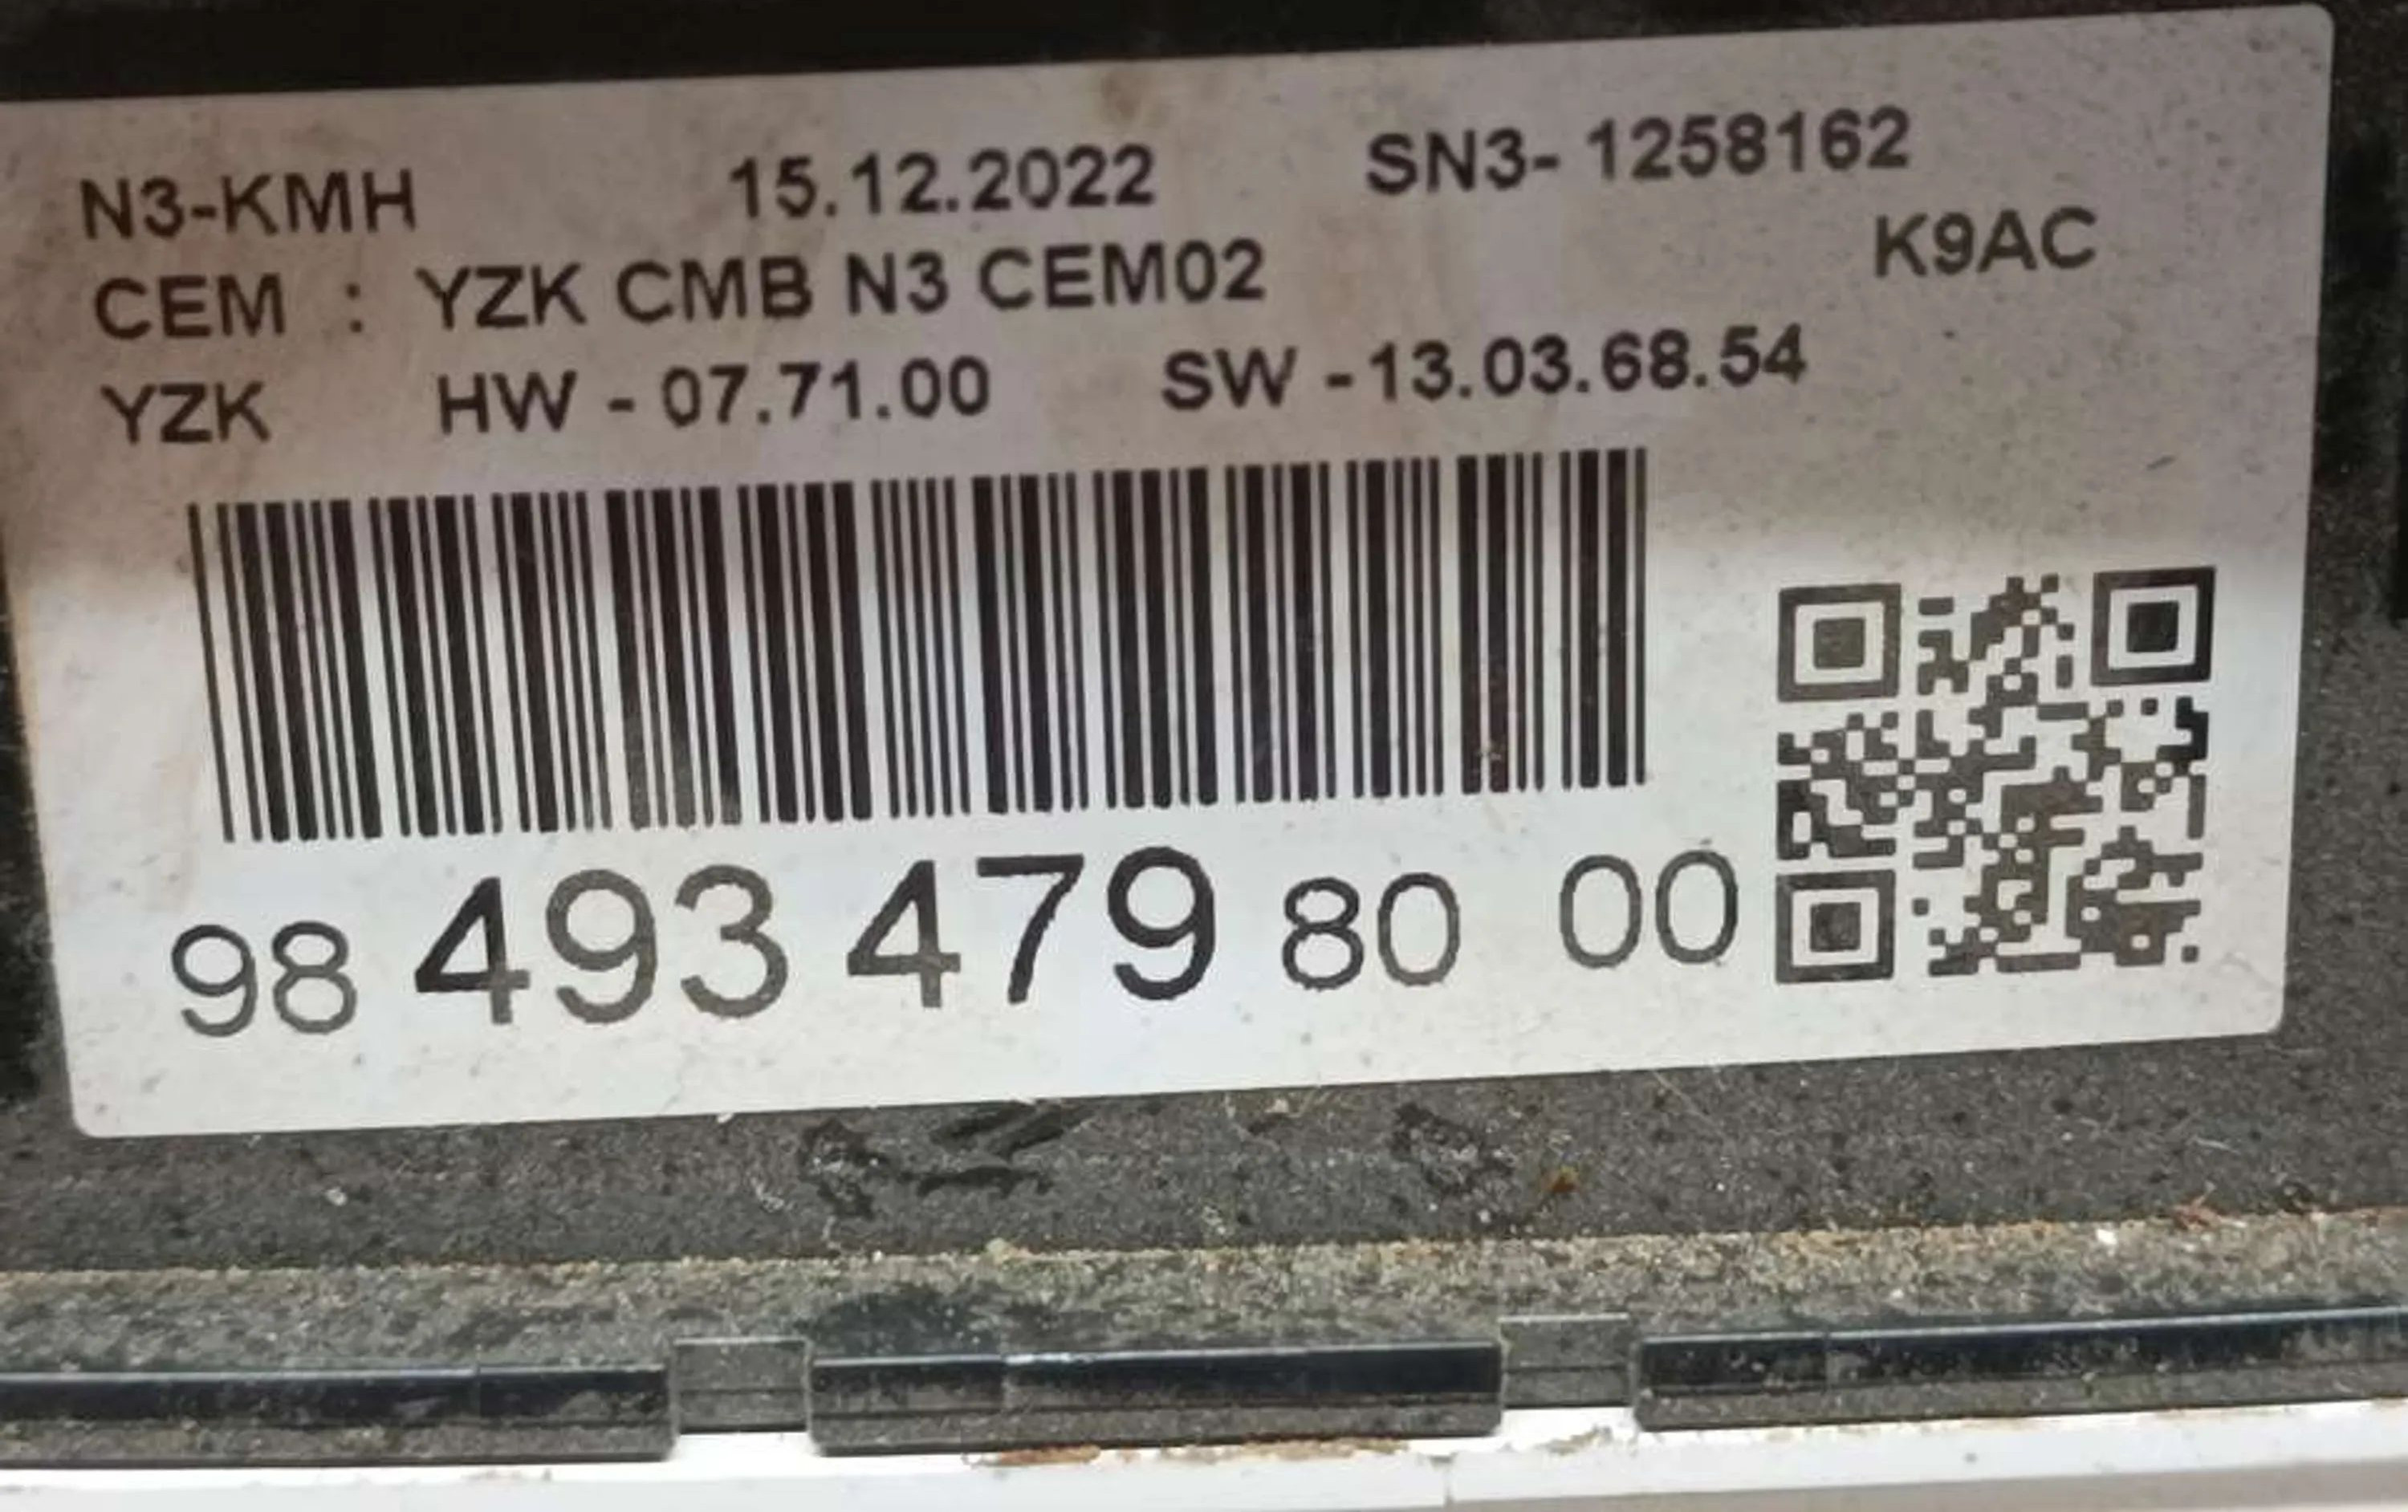 N3-KMH 15.12.2022 SN3- 1258162
CEM : YZK CMB N3 CEM02 K9AC
YZK HW - 07.71.00 SW -13.03.68.54
98 493 479 80 00